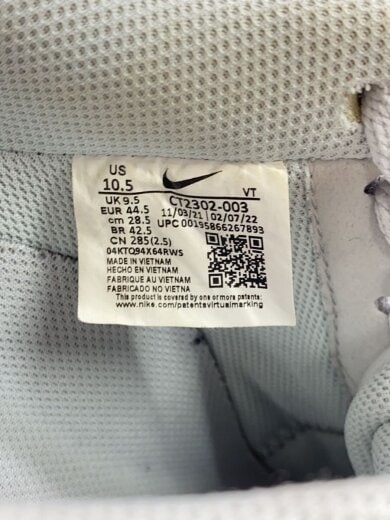 US
10.5
VT
UK 9.5
CT2302-003
EUR 44.5
11/03/21 02/07/22
cm 28.5
UPC 00195866267893
BR 42.5
CN 285(2.5)
04KTQ94X64RWS
MADE IN VIETNAM
HECHO EN VIETNAM
FABRIQUE AU VIETNAM
FABRICADO NO VIETNA
This product is covered by one or more patents:
www.nike.com/patentsvirtualmarking